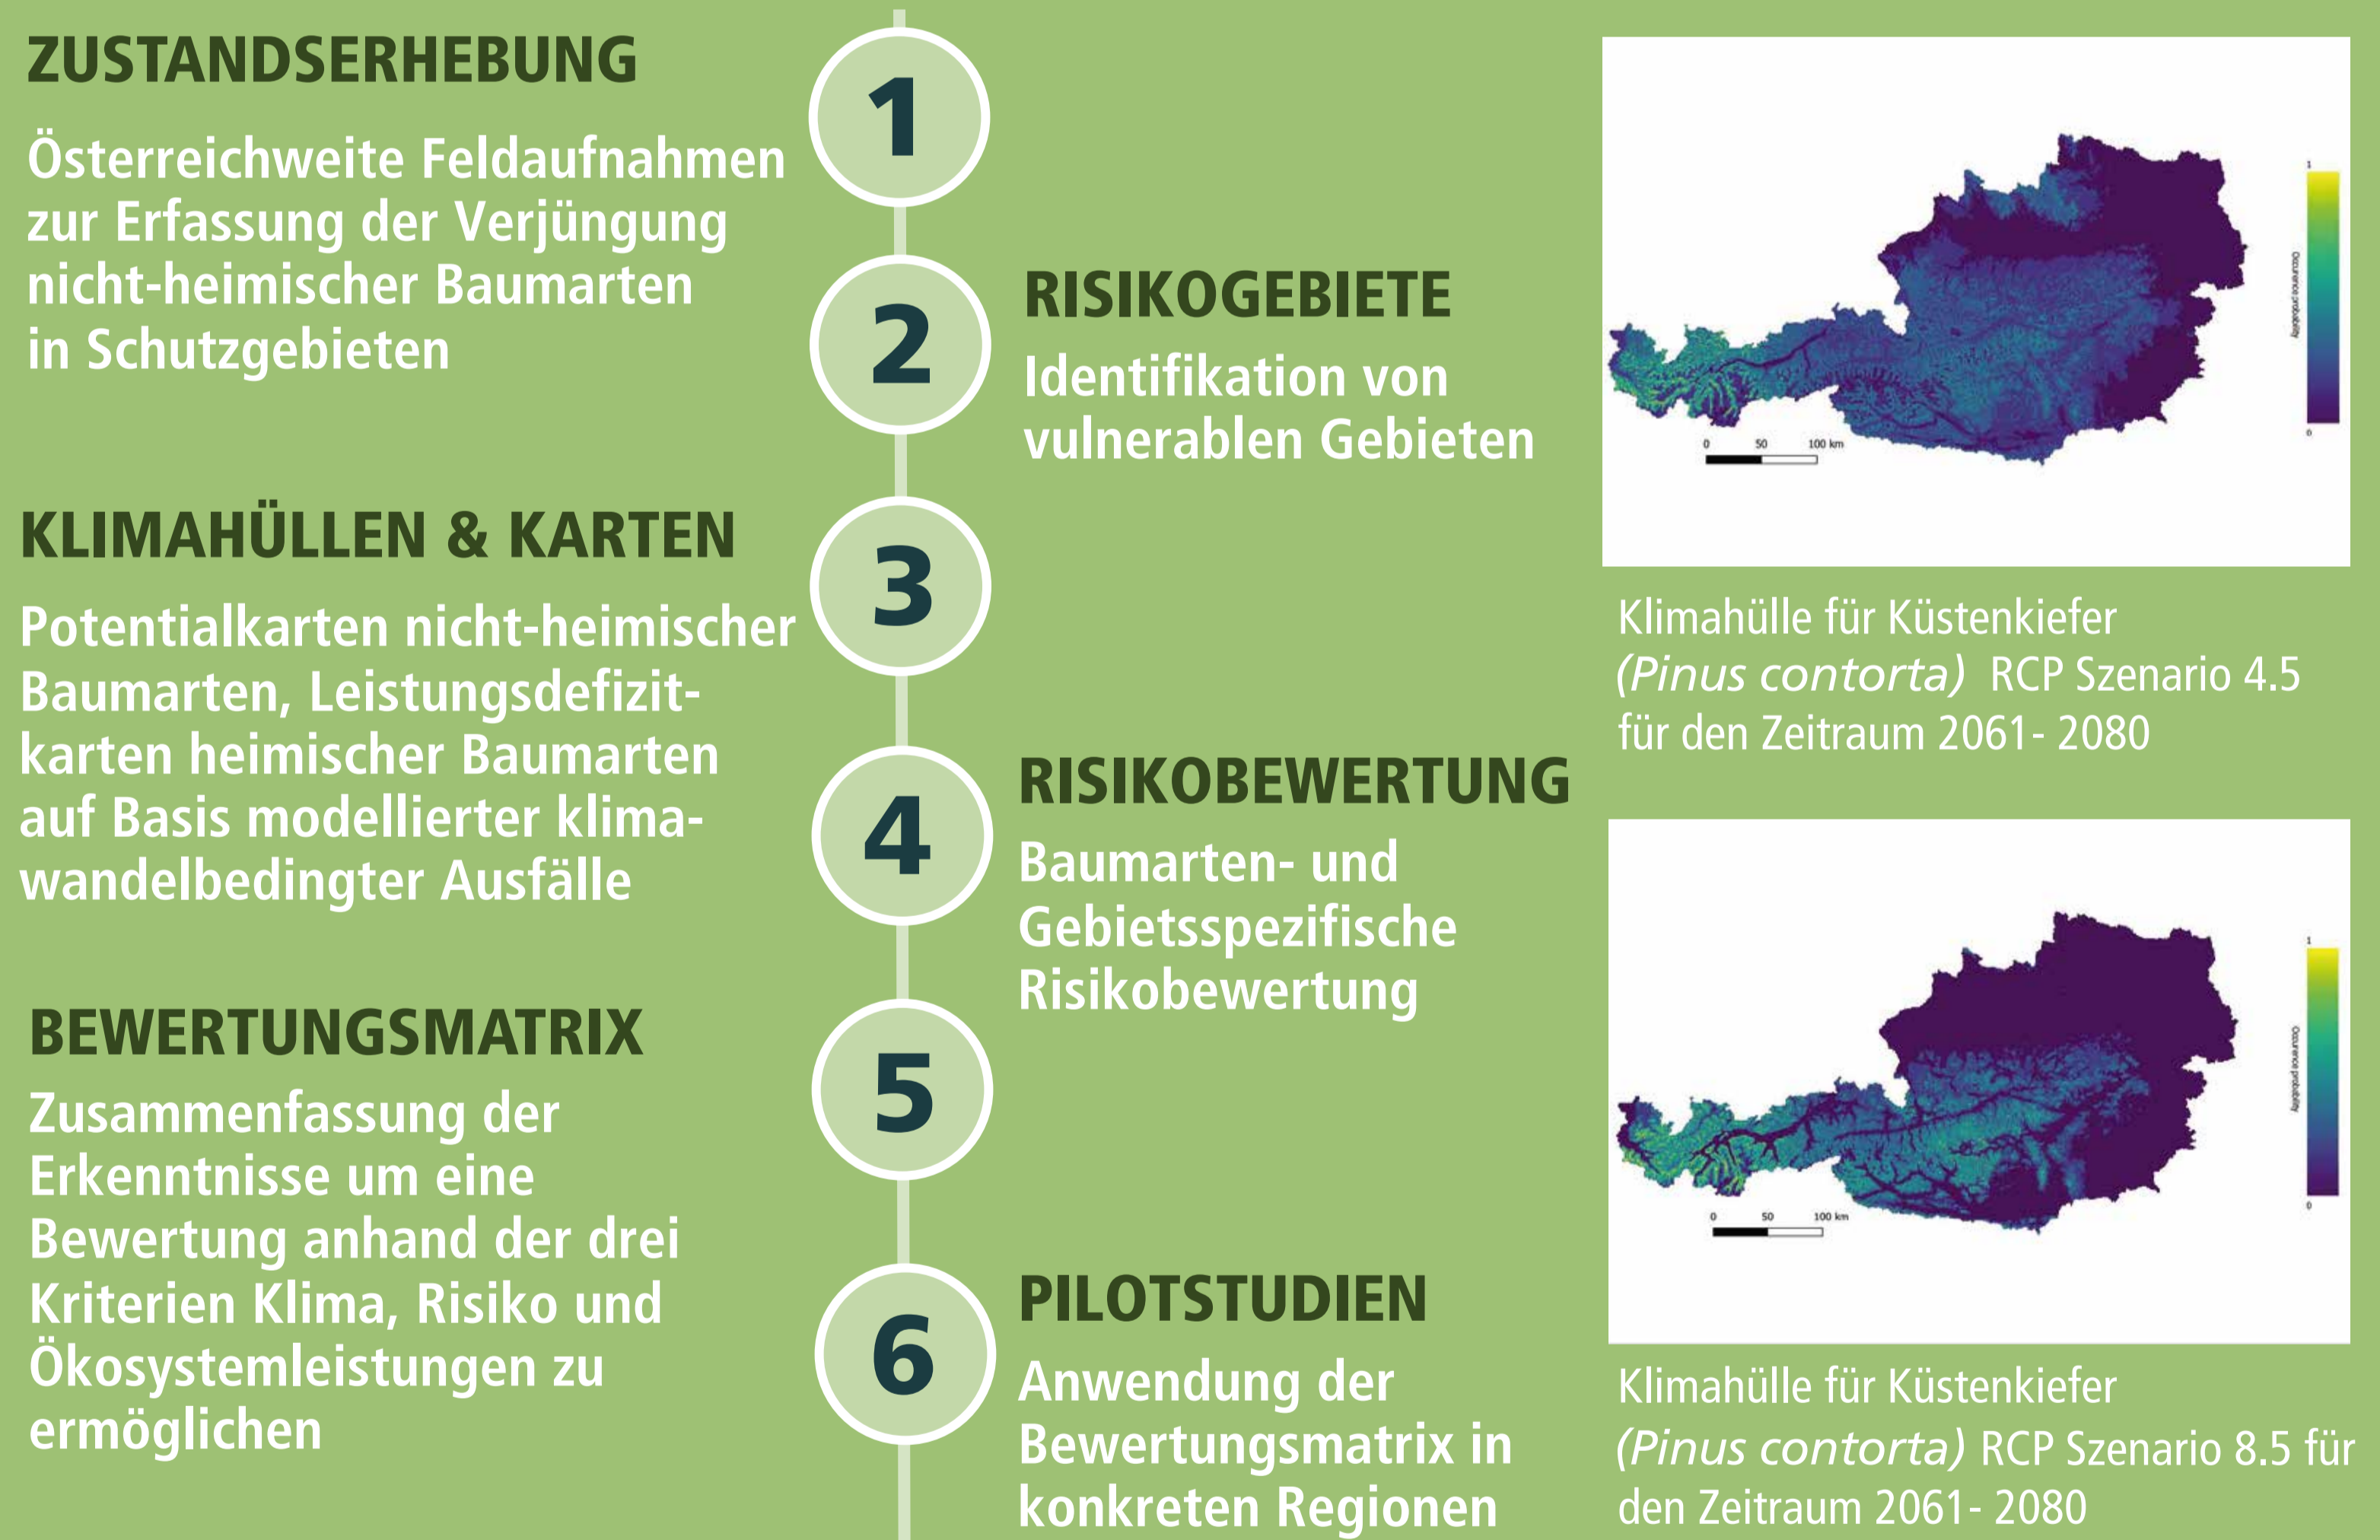 ZUSTANDSERHEBUNG
Österreichweite Feldaufnahmen
zur Erfassung der Verjüngung
nicht-heimischer Baumarten
in Schutzgebieten
1
2
RISIKOGEBIETE
Identifikation von
vulnerablen Gebieten
KLIMAHÜLLEN & KARTEN
Potentialkarten nicht-heimischer
Baumarten, Leistungsdefizit-
karten heimischer Baumarten
auf Basis modellierter klima-
wandelbedingter Ausfälle
3
4
RISIKOBEWERTUNG
Baumarten- und
Gebietsspezifische
Risikobewertung
BEWERTUNGSMATRIX
Zusammenfassung der
Erkenntnisse um eine
Bewertung anhand der drei
Kriterien Klima, Risiko und
Ökosystemleistungen zu
ermöglichen
5
6
PILOTSTUDIEN
Anwendung der
Bewertungsmatrix in
konkreten Regionen
1
Occurrence probability
0
0 50 100 km
Klimahülle für Küstenkiefer
(Pinus contorta) RCP Szenario 4.5
für den Zeitraum 2061- 2080
1
Occurrence probability
0
0 50 100 km
Klimahülle für Küstenkiefer
(Pinus contorta) RCP Szenario 8.5 für
den Zeitraum 2061- 2080